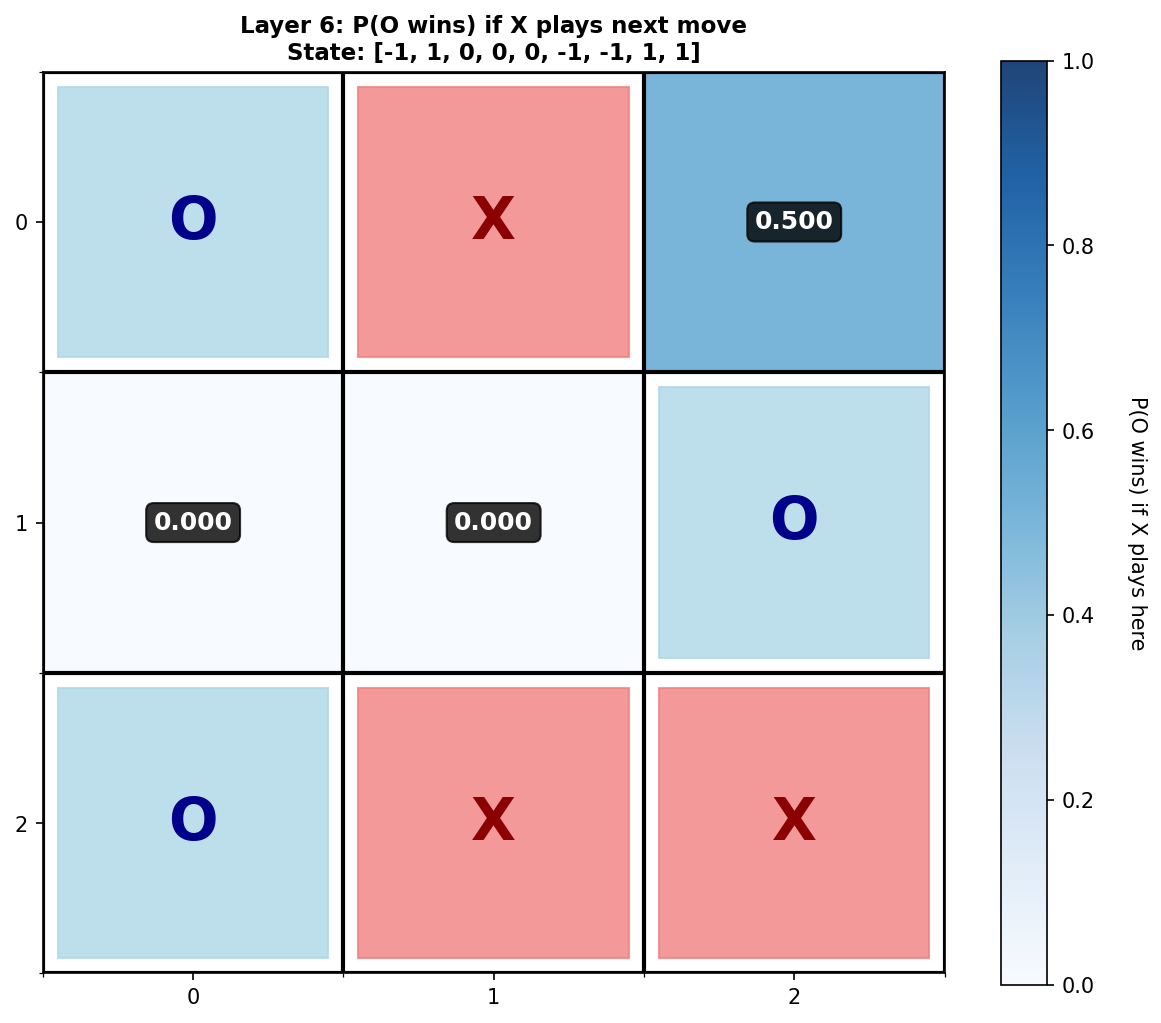 Layer 6: P(O wins) if X plays next move
State: [-1, 1, 0, 0, 0, -1, -1, 1, 1]
0
O
X
0.500
1
0.000
0.000
O
2
O
X
X
0
1
2
1.0
0.8
0.6
0.4
0.2
0.0
P(O wins) if X plays here